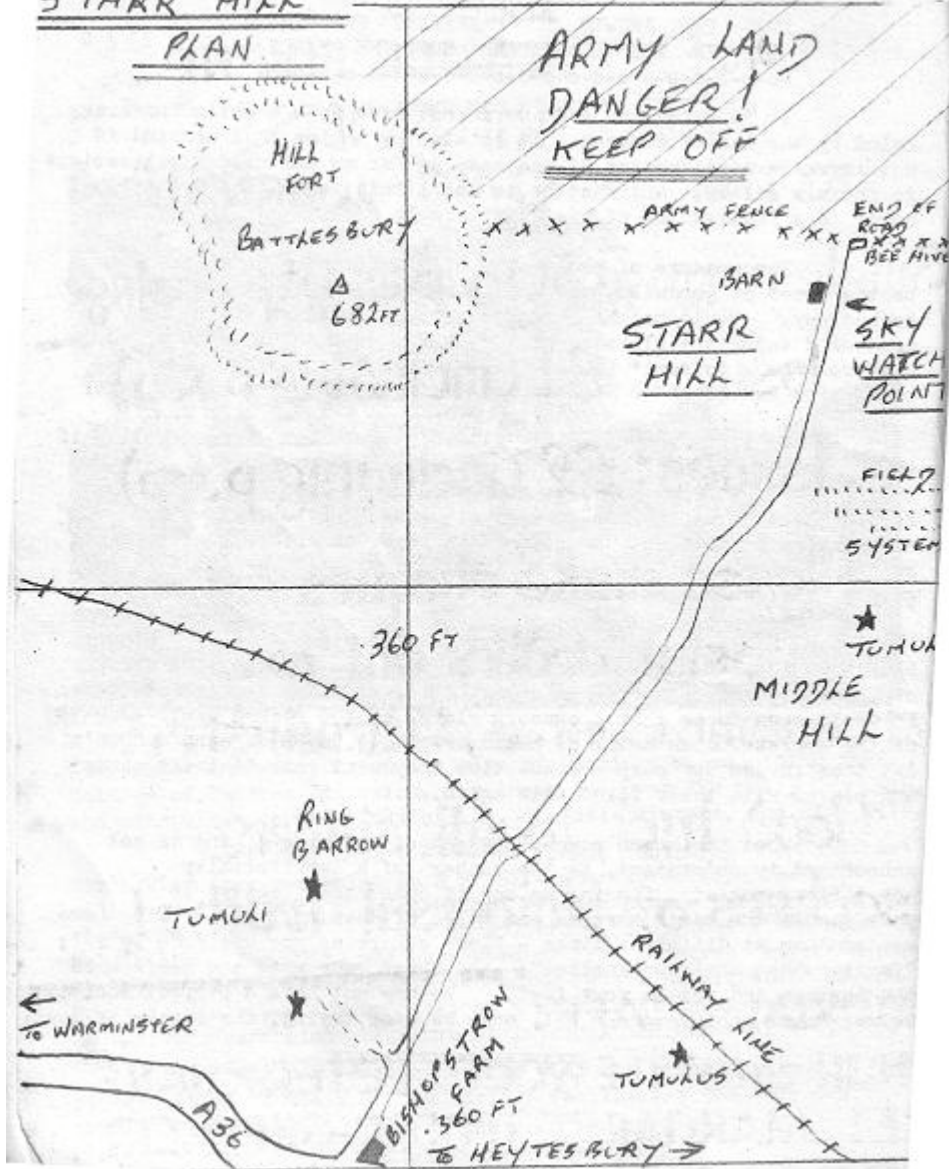 STARR HILL
PLAN
ARMY LAND
DANGER!
KEEP OFF
HILL
FORT
BATTLESBURY
682FT
ARMY FENCE
END OF
ROAD
BEE HIVE
BARN
STARR
HILL
SKY
WATCH
POINT
FIELD
SYSTEM
.360 FT
TUMUL
MIDDLE
HILL
RING
BARROW
TUMULI
TO WARMINSTER
A36
BISHOPSTROW
FARM
.360 FT
RAILWAY LINE
TUMULUS
TO HEYTESBURY